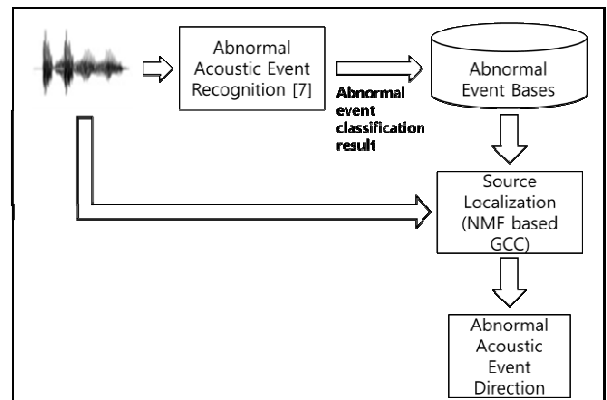 Abnormal
Acoustic Event
Recognition [7]
Abnormal
event
classification
result
Abnormal
Event Bases
Source
Localization
(NMF based
GCC)
Abnormal
Acoustic
Event
Direction